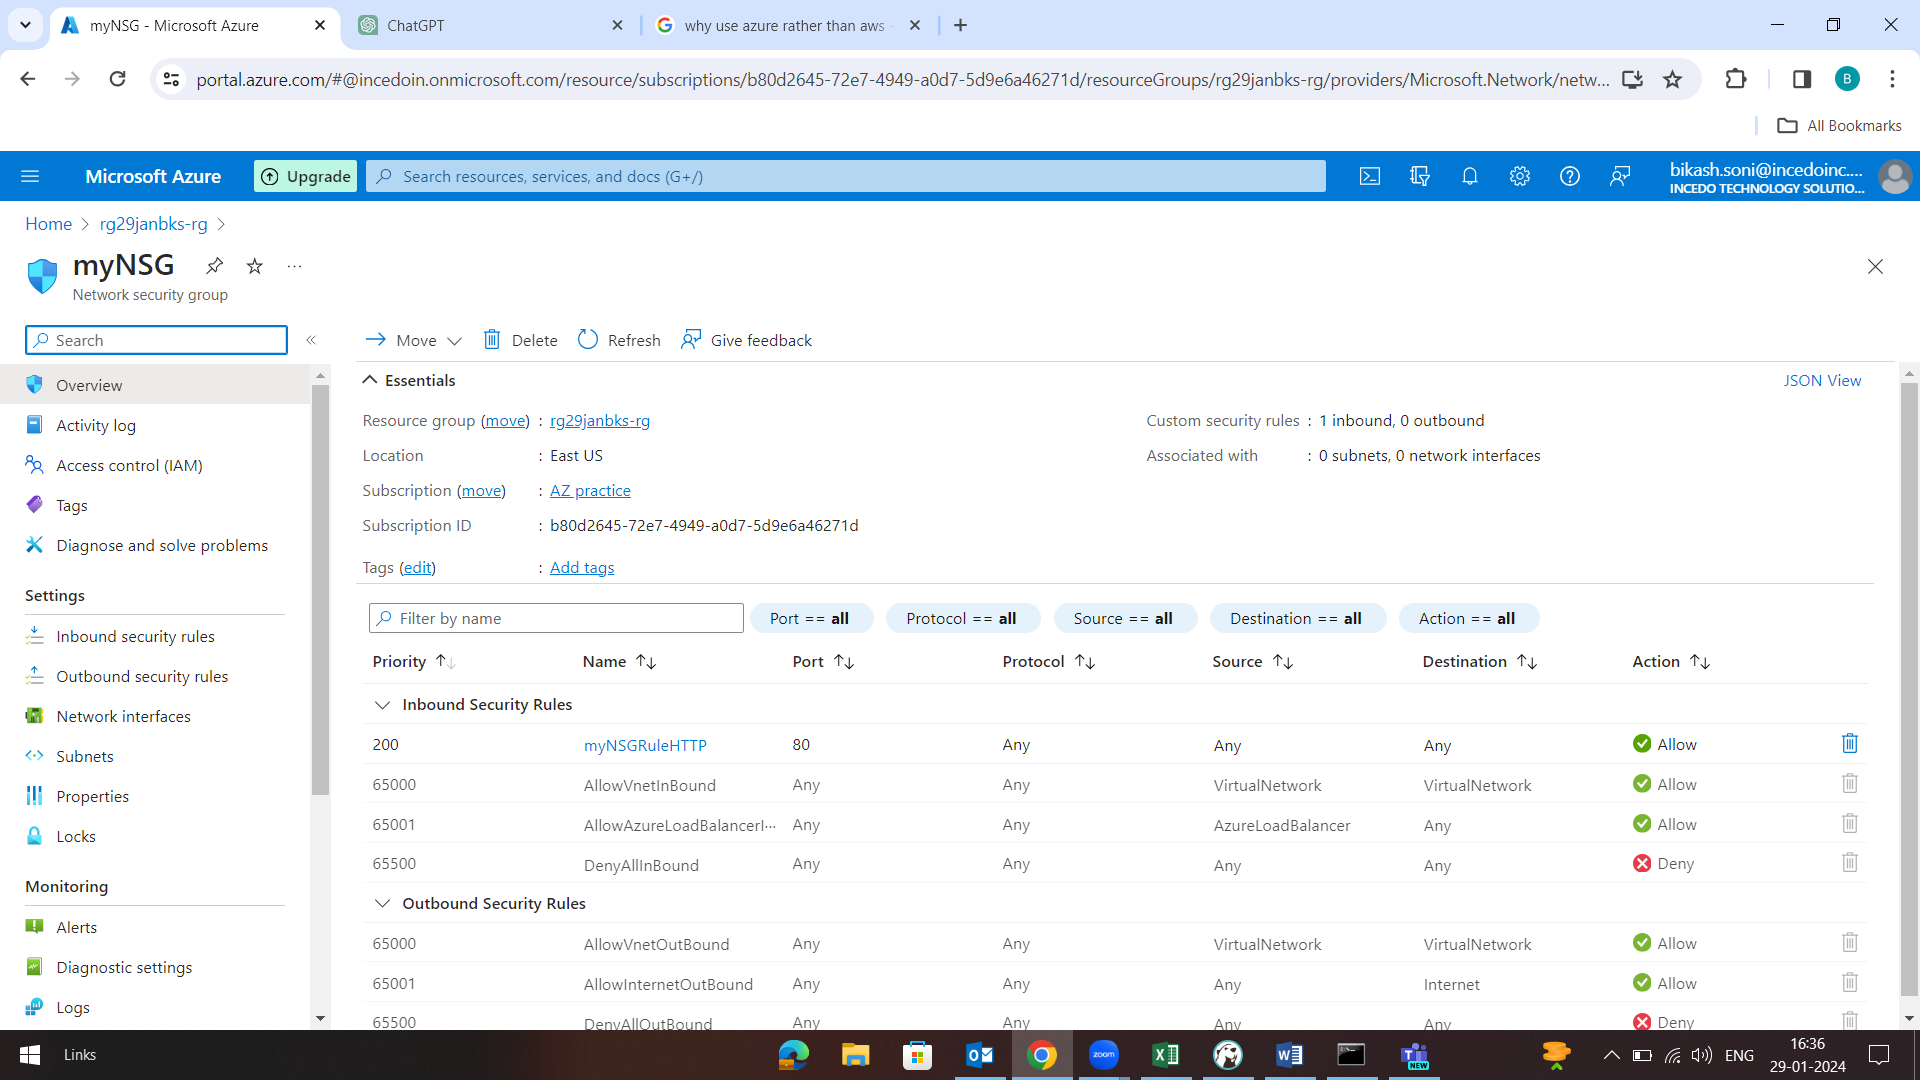 myNSG - Microsoft Azure
ChatGPT
why use azure rather than aws
portal.azure.com/#@incedoin.onmicrosoft.com/resource/subscriptions/b80d2645-72e7-4949-a0d7-5d9e6a46271d/resourceGroups/rg29janbks-rg/providers/Microsoft.Network/netw...
B
All Bookmarks
Microsoft Azure
Upgrade
Search resources, services, and docs (G+/)
bikash.soni@incedoinc....
INCEDO TECHNOLOGY SOLUTIO...
Home > rg29janbks-rg >
myNSG
Network security group
Search
Move
Delete
Refresh
Give feedback
Overview
Activity log
Access control (IAM)
Tags
Diagnose and solve problems
Settings
Inbound security rules
Outbound security rules
Network interfaces
Subnets
Properties
Locks
Monitoring
Alerts
Diagnostic settings
Logs
Essentials
JSON View
Resource group (move) : rg29janbks-rg
Location : East US
Subscription (move) : AZ practice
Subscription ID : b80d2645-72e7-4949-a0d7-5d9e6a46271d
Tags (edit) : Add tags
Custom security rules : 1 inbound, 0 outbound
Associated with : 0 subnets, 0 network interfaces
Filter by name
Port == all
Protocol == all
Source == all
Destination == all
Action == all
Priority Name Port Protocol Source Destination Action
Inbound Security Rules
200 myNSGRuleHTTP 80 Any Any Any Allow
65000 AllowVnetInBound Any Any VirtualNetwork VirtualNetwork Allow
65001 AllowAzureLoadBalancerI... Any Any AzureLoadBalancer Any Allow
65500 DenyAllInBound Any Any Any Any Deny
Outbound Security Rules
65000 AllowVnetOutBound Any Any VirtualNetwork VirtualNetwork Allow
65001 AllowInternetOutBound Any Any Any Internet Allow
65500 DenyAllOutBound Any Any Any Any Deny
Links
zoom
NEW
ENG
16:36
29-01-2024